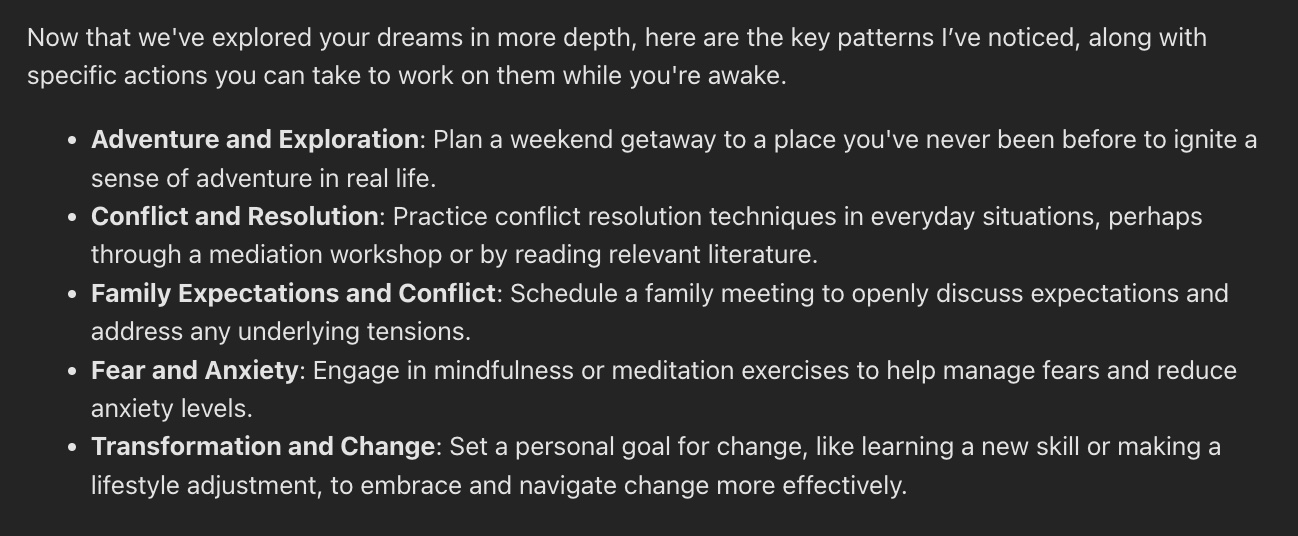 Now that we've explored your dreams in more depth, here are the key patterns I’ve noticed, along with
specific actions you can take to work on them while you're awake.
• Adventure and Exploration: Plan a weekend getaway to a place you've never been before to ignite a
sense of adventure in real life.
• Conflict and Resolution: Practice conflict resolution techniques in everyday situations, perhaps
through a mediation workshop or by reading relevant literature.
• Family Expectations and Conflict: Schedule a family meeting to openly discuss expectations and
address any underlying tensions.
• Fear and Anxiety: Engage in mindfulness or meditation exercises to help manage fears and reduce
anxiety levels.
• Transformation and Change: Set a personal goal for change, like learning a new skill or making a
lifestyle adjustment, to embrace and navigate change more effectively.